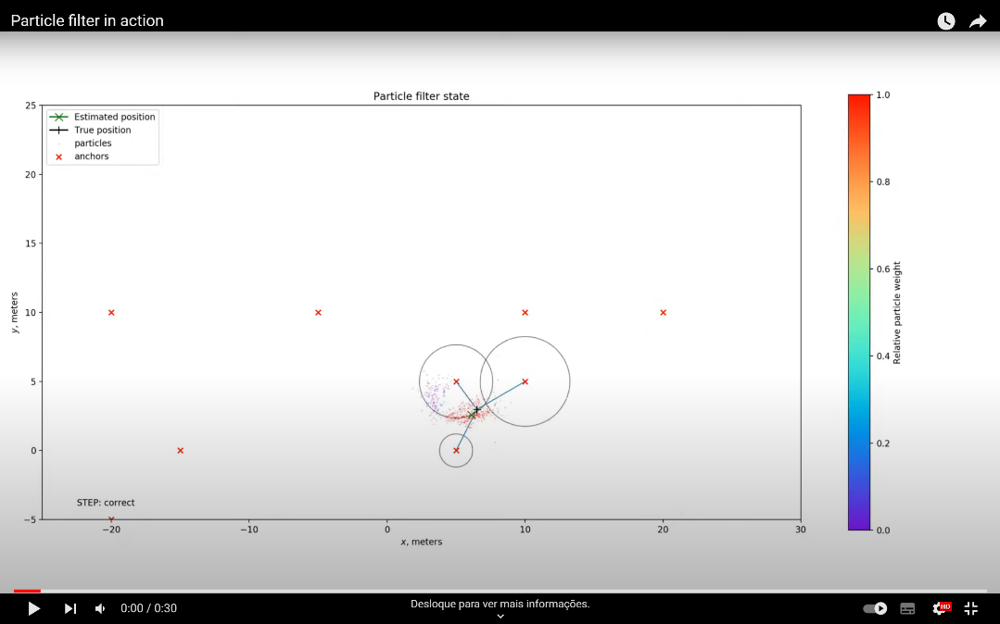 Particle filter in action
Particle filter state
Estimated position
True position
particles
anchors
25
20
15
10
5
0
−5
y, meters
STEP: correct
−20
−10
0
10
20
30
x, meters
1.0
0.8
0.6
0.4
0.2
0.0
Relative particle weight
0:00 / 0:30
Desloque para ver mais informações.
HD